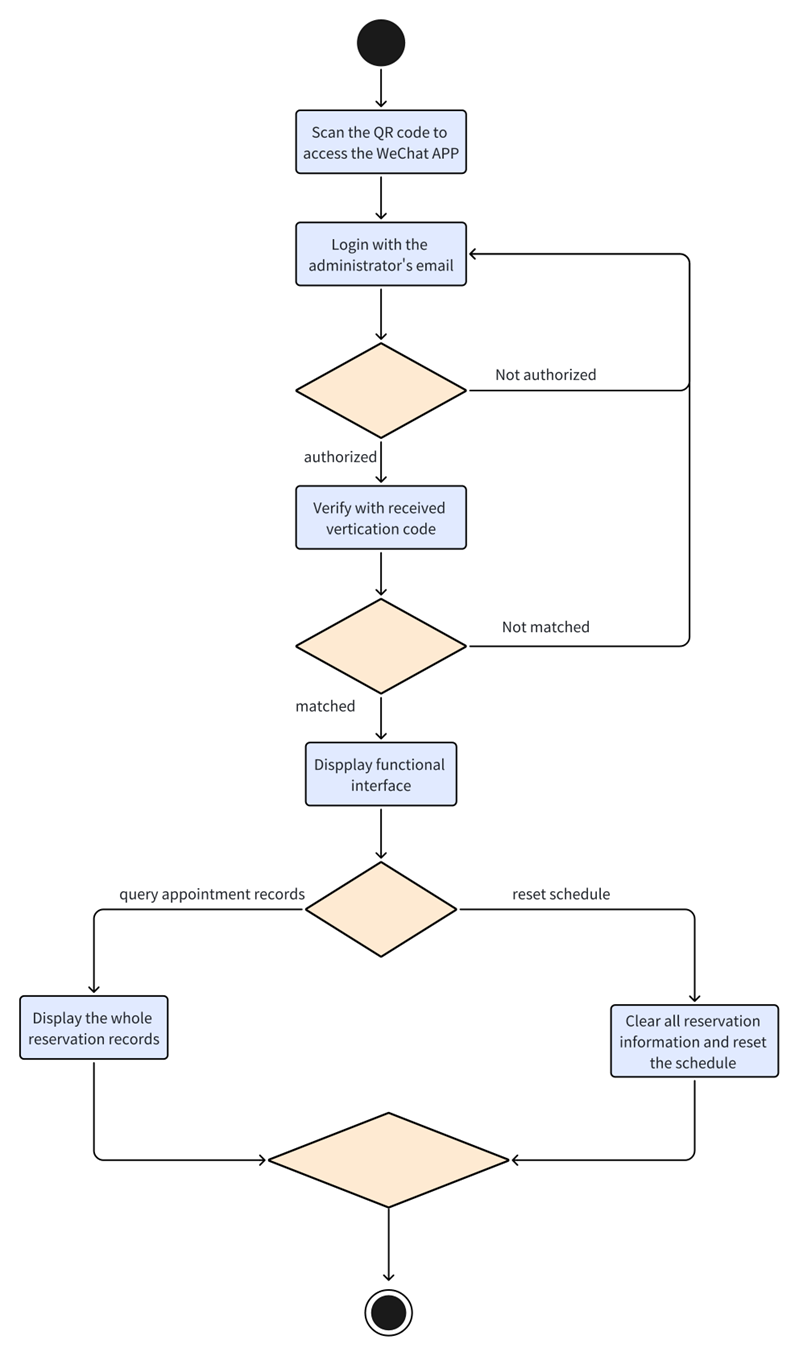 Scan the QR code to
access the WeChat APP
Login with the
administrator's email
Not authorized
authorized
Verify with received
vertication code
Not matched
matched
Dispplay functional
interface
query appointment records
reset schedule
Display the whole
reservation records
Clear all reservation
information and reset
the schedule